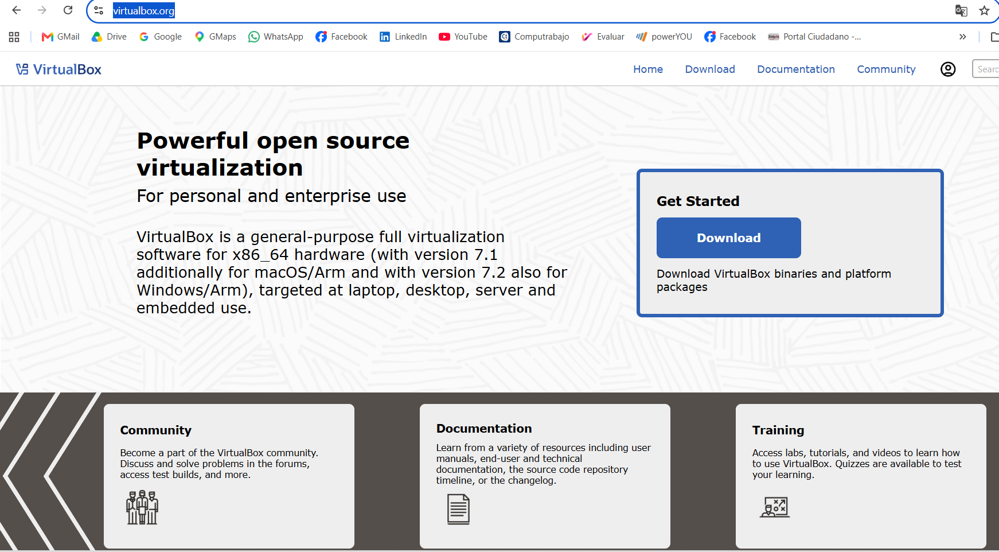 virtualbox.org
GMail Drive Google GMaps WhatsApp Facebook LinkedIn YouTube Computrabajo Evaluar powerYOU Facebook Portal Ciudadano -...
VirtualBox
Home Download Documentation Community Searc
Powerful open source
virtualization
For personal and enterprise use
VirtualBox is a general-purpose full virtualization
software for x86_64 hardware (with version 7.1
additionally for macOS/Arm and with version 7.2 also for
Windows/Arm), targeted at laptop, desktop, server and
embedded use.
Get Started
Download
Download VirtualBox binaries and platform
packages
Community
Become a part of the VirtualBox community.
Discuss and solve problems in the forums,
access test builds, and more.
Documentation
Learn from a variety of resources including user
manuals, end-user and technical
documentation, the source code repository
timeline, or the changelog.
Training
Access labs, tutorials, and videos to learn how
to use VirtualBox. Quizzes are available to test
your learning.